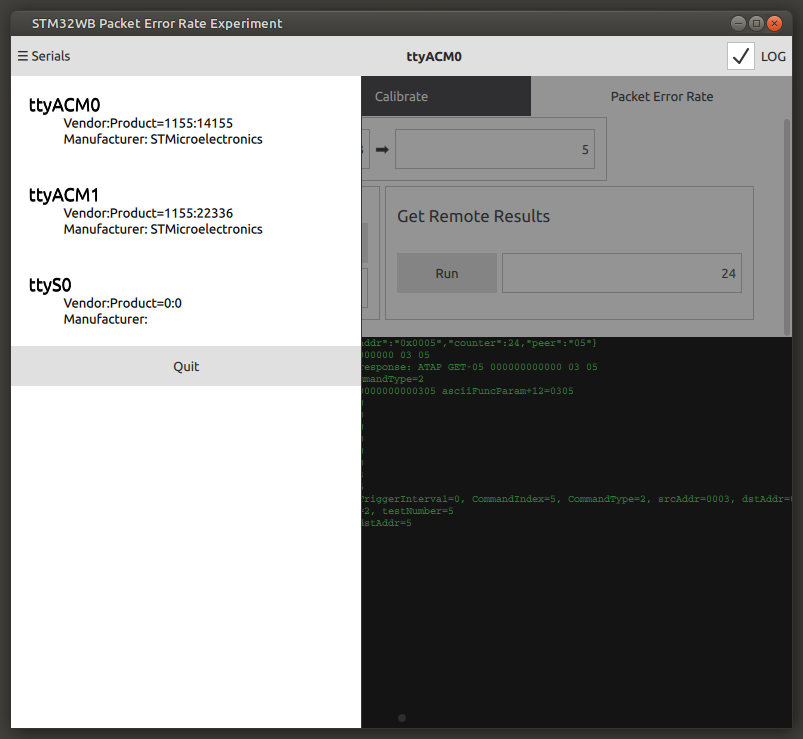 STM32WB Packet Error Rate Experiment
☰ Serials
ttyACM0
LOG
ttyACM0
Vendor:Product=1155:14155
Manufacturer: STMicroelectronics
ttyACM1
Vendor:Product=1155:22336
Manufacturer: STMicroelectronics
ttyS0
Vendor:Product=0:0
Manufacturer:
Quit
Calibrate
Packet Error Rate
➡ 5
Get Remote Results
Run
24
addr":"0x0005","counter":24,"peer":"05"}
000000 03 05
response: ATAP GET-05 000000000000 03 05
mandType=2
0000000000305 asciiFuncParam+12=0305
TriggerInterval=0, CommandIndex=5, CommandType=2, srcAddr=0003, dstAddr=
=2, testNumber=5
dstAddr=5